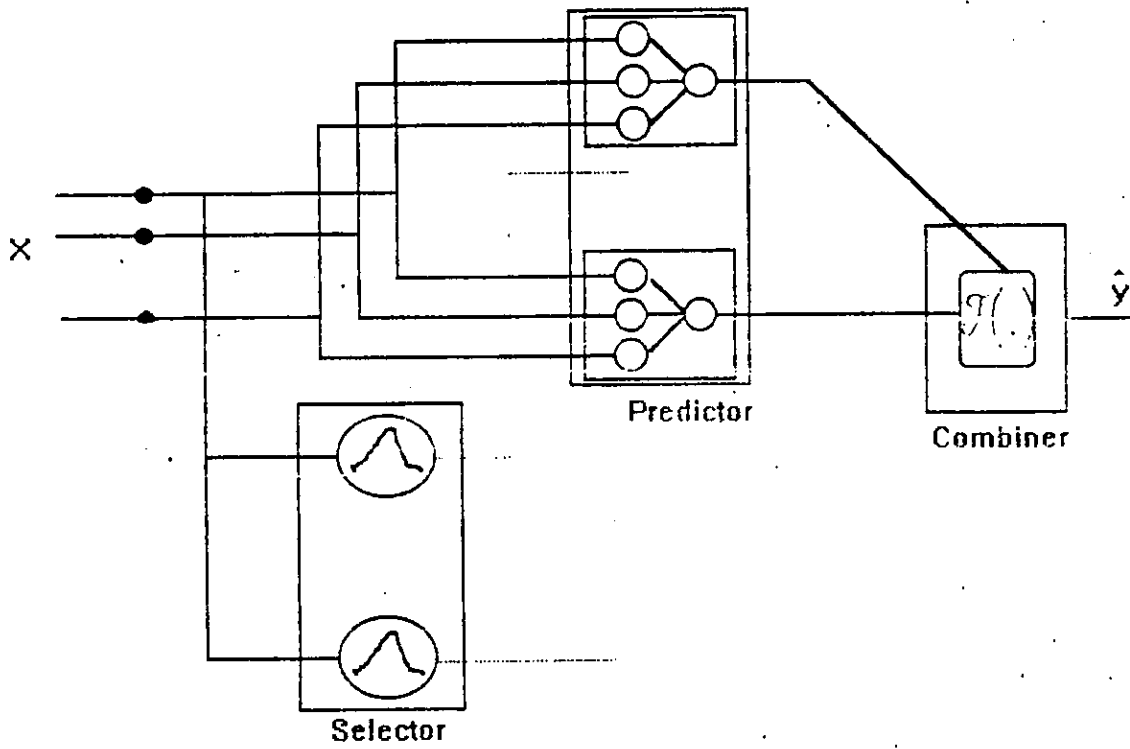 X
Predictor
𝒯(.)
ŷ
Combiner
Selector